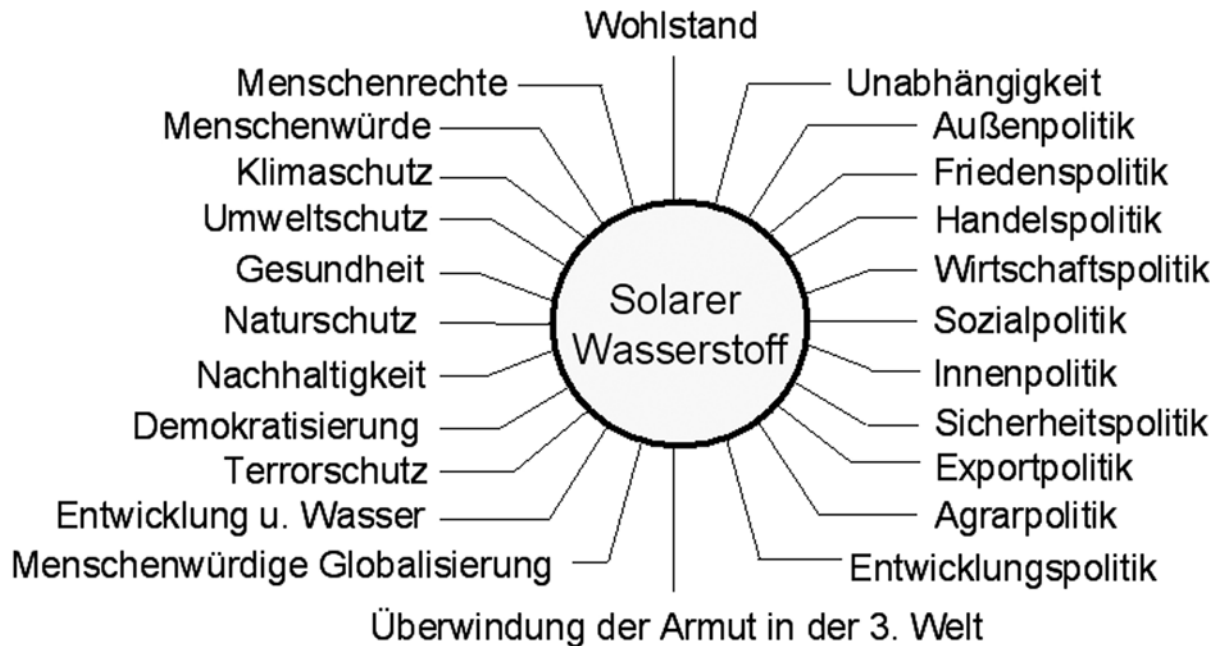 Wohlstand
Menschenrechte
Menschenwürde
Klimaschutz
Umweltschutz
Gesundheit
Naturschutz
Nachhaltigkeit
Demokratisierung
Terrorschutz
Entwicklung u. Wasser
Menschenwürdige Globalisierung
Solarer
Wasserstoff
Unabhängigkeit
Außenpolitik
Friedenspolitik
Handelspolitik
Wirtschaftspolitik
Sozialpolitik
Innenpolitik
Sicherheitspolitik
Exportpolitik
Agrarpolitik
Entwicklungspolitik
Überwindung der Armut in der 3. Welt